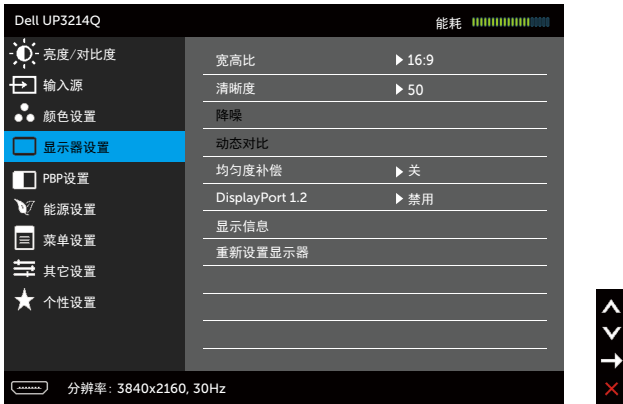 Dell UP3214Q
能耗
亮度/对比度
输入源
颜色设置
显示器设置
PBP设置
能源设置
菜单设置
其它设置
个性设置
宽高比 16:9
清晰度 50
降噪
动态对比
均匀度补偿 关
DisplayPort 1.2 禁用
显示信息
重新设置显示器
分辨率: 3840x2160, 30Hz